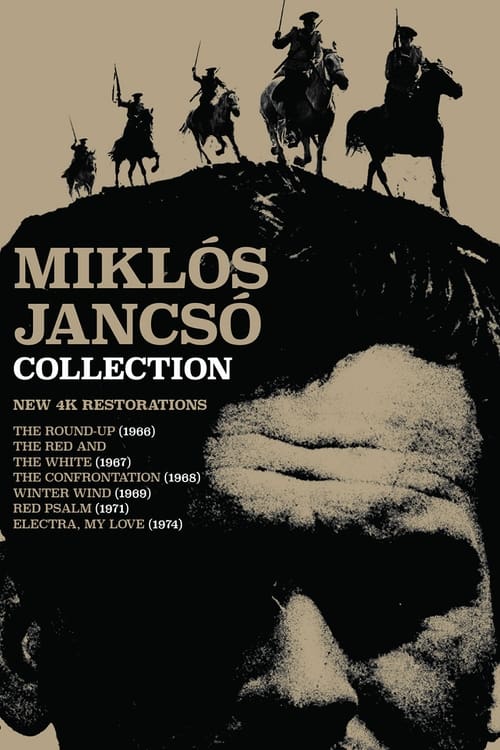 MIKLÓS
JANCSÓ
COLLECTION
NEW 4K RESTORATIONS
THE ROUND-UP (1966)
THE RED AND
THE WHITE (1967)
THE CONFRONTATION (1968)
WINTER WIND (1969)
RED PSALM (1971)
ELECTRA, MY LOVE (1974)